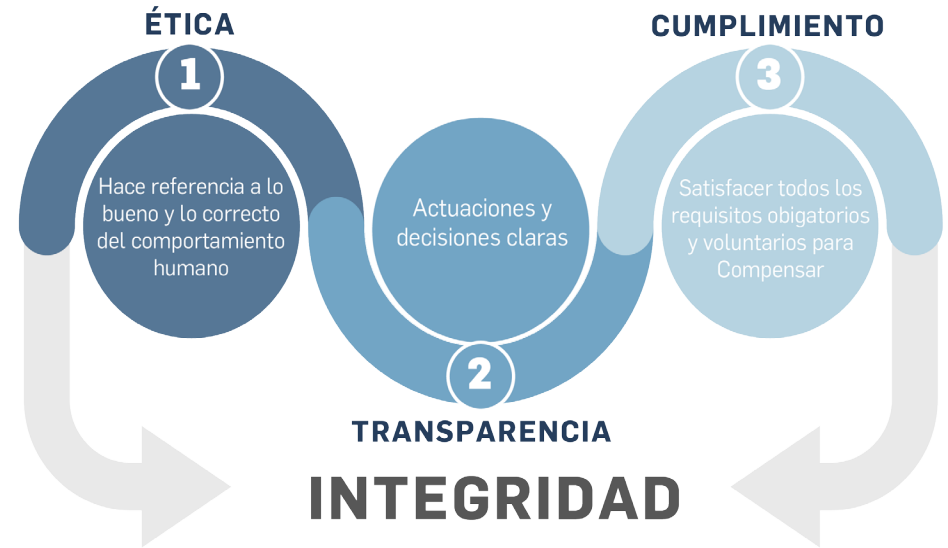 ÉTICA
1
Hace referencia a lo
bueno y lo correcto
del comportamiento
humano
Actuaciones y
decisiones claras
2
TRANSPARENCIA
CUMPLIMIENTO
3
Satisfacer todos los
requisitos obigatorios
y voluntarios para
Compensar
INTEGRIDAD